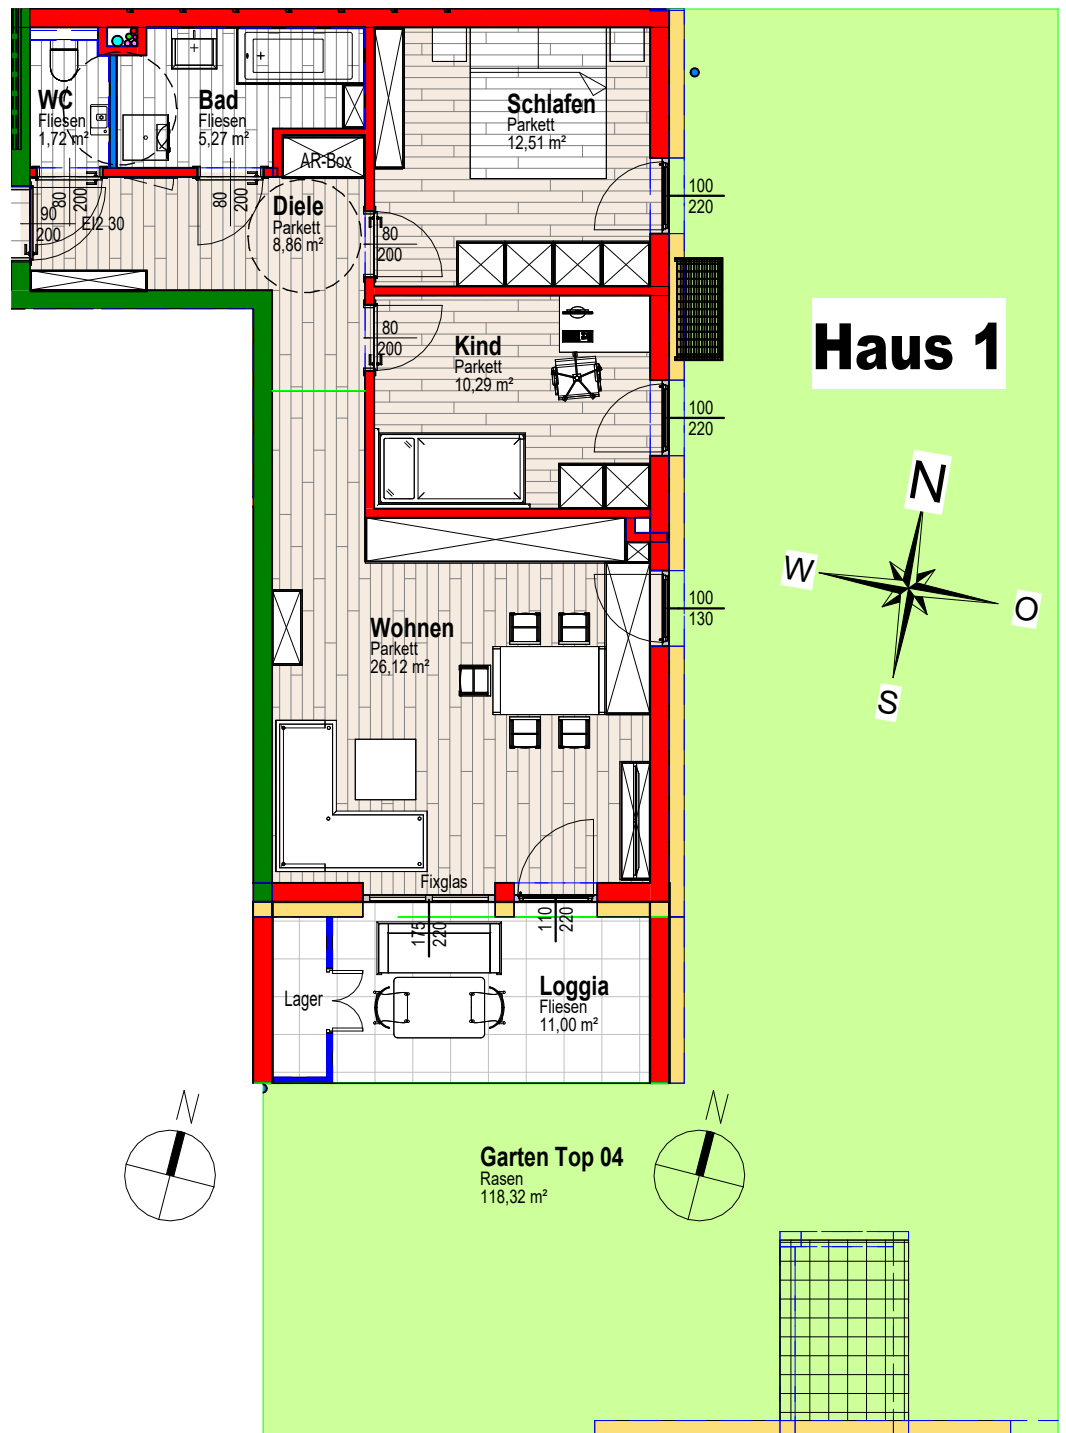 WC
Fliesen
1,72 m²
Bad
Fliesen
5,27 m²
Schlafen
Parkett
12,51 m²
AR-Box
80
200
80
200
90
200
EI2 30
Diele
Parkett
8,86 m²
80
200
100
220
80
200
Kind
Parkett
10,29 m²
Haus 1
100
220
N
W
O
S
100
130
Wohnen
Parkett
26,12 m²
Fixglas
175
220
110
220
Lager
Loggia
Fliesen
11,00 m²
N
N
Garten Top 04
Rasen
118,32 m²